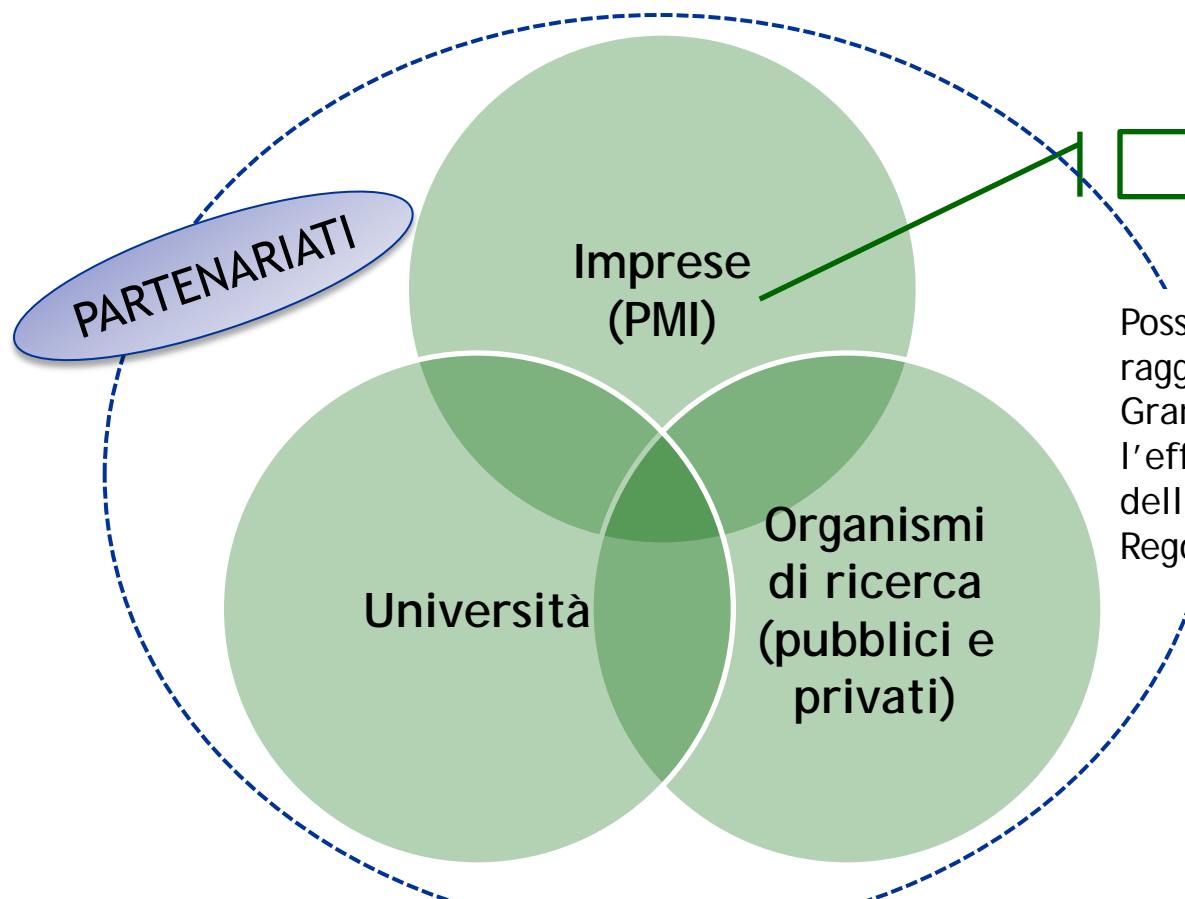 PARTENARIATI
Imprese
(PMI)
Università
Organismi
di ricerca
(pubblici e
privati)